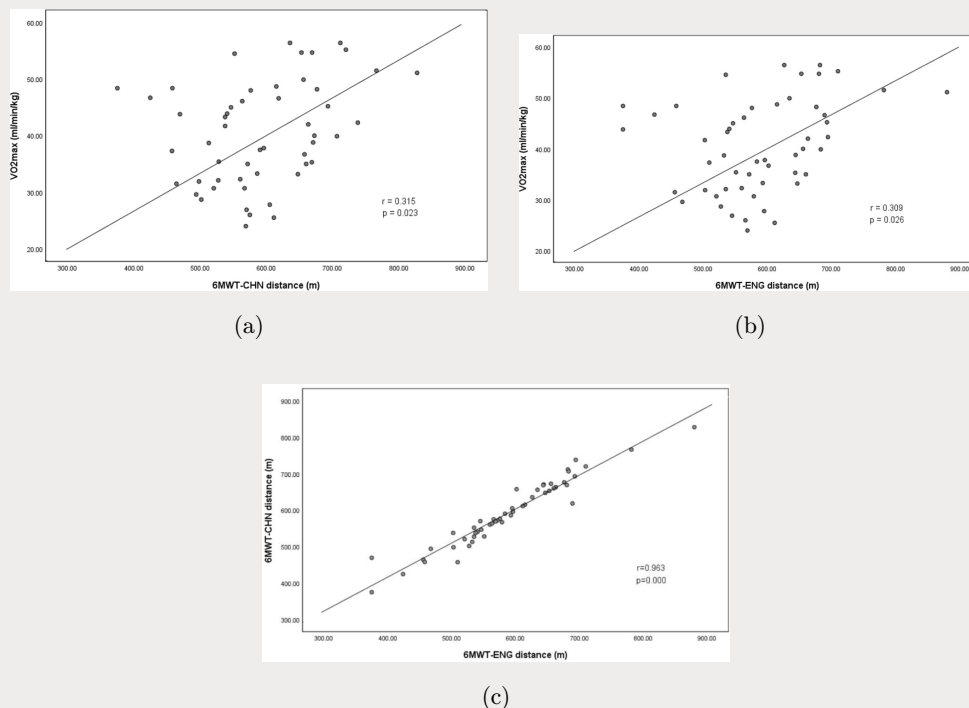 60.00
50.00
40.00
30.00
20.00
VO2max (ml/min/kg)
r = 0.315
p = 0.023
300.00 400.00 500.00 600.00 700.00 800.00 900.00
6MWT-CHN distance (m)
(a)
60.00
50.00
40.00
30.00
20.00
VO2max (ml/min/kg)
r = 0.309
p = 0.026
300.00 400.00 500.00 600.00 700.00 800.00 900.00
6MWT-ENG distance (m)
(b)
900.00
800.00
700.00
600.00
500.00
400.00
300.00
6MWT-CHN distance (m)
r=0.963
p=0.000
300.00 400.00 500.00 600.00 700.00 800.00 900.00
6MWT-ENG distance (m)
(c)